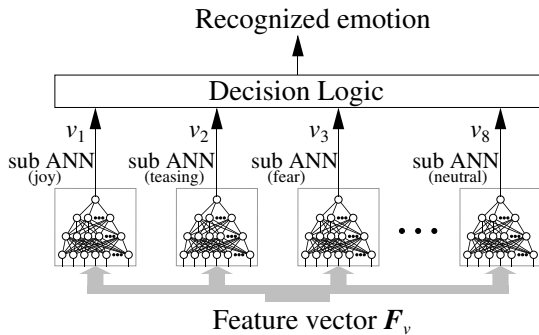 Recognized emotion
Decision Logic
v1 v2 v3 v8
sub ANN sub ANN sub ANN sub ANN
(joy) (teasing) (fear) (neutral)
Feature vector Fv